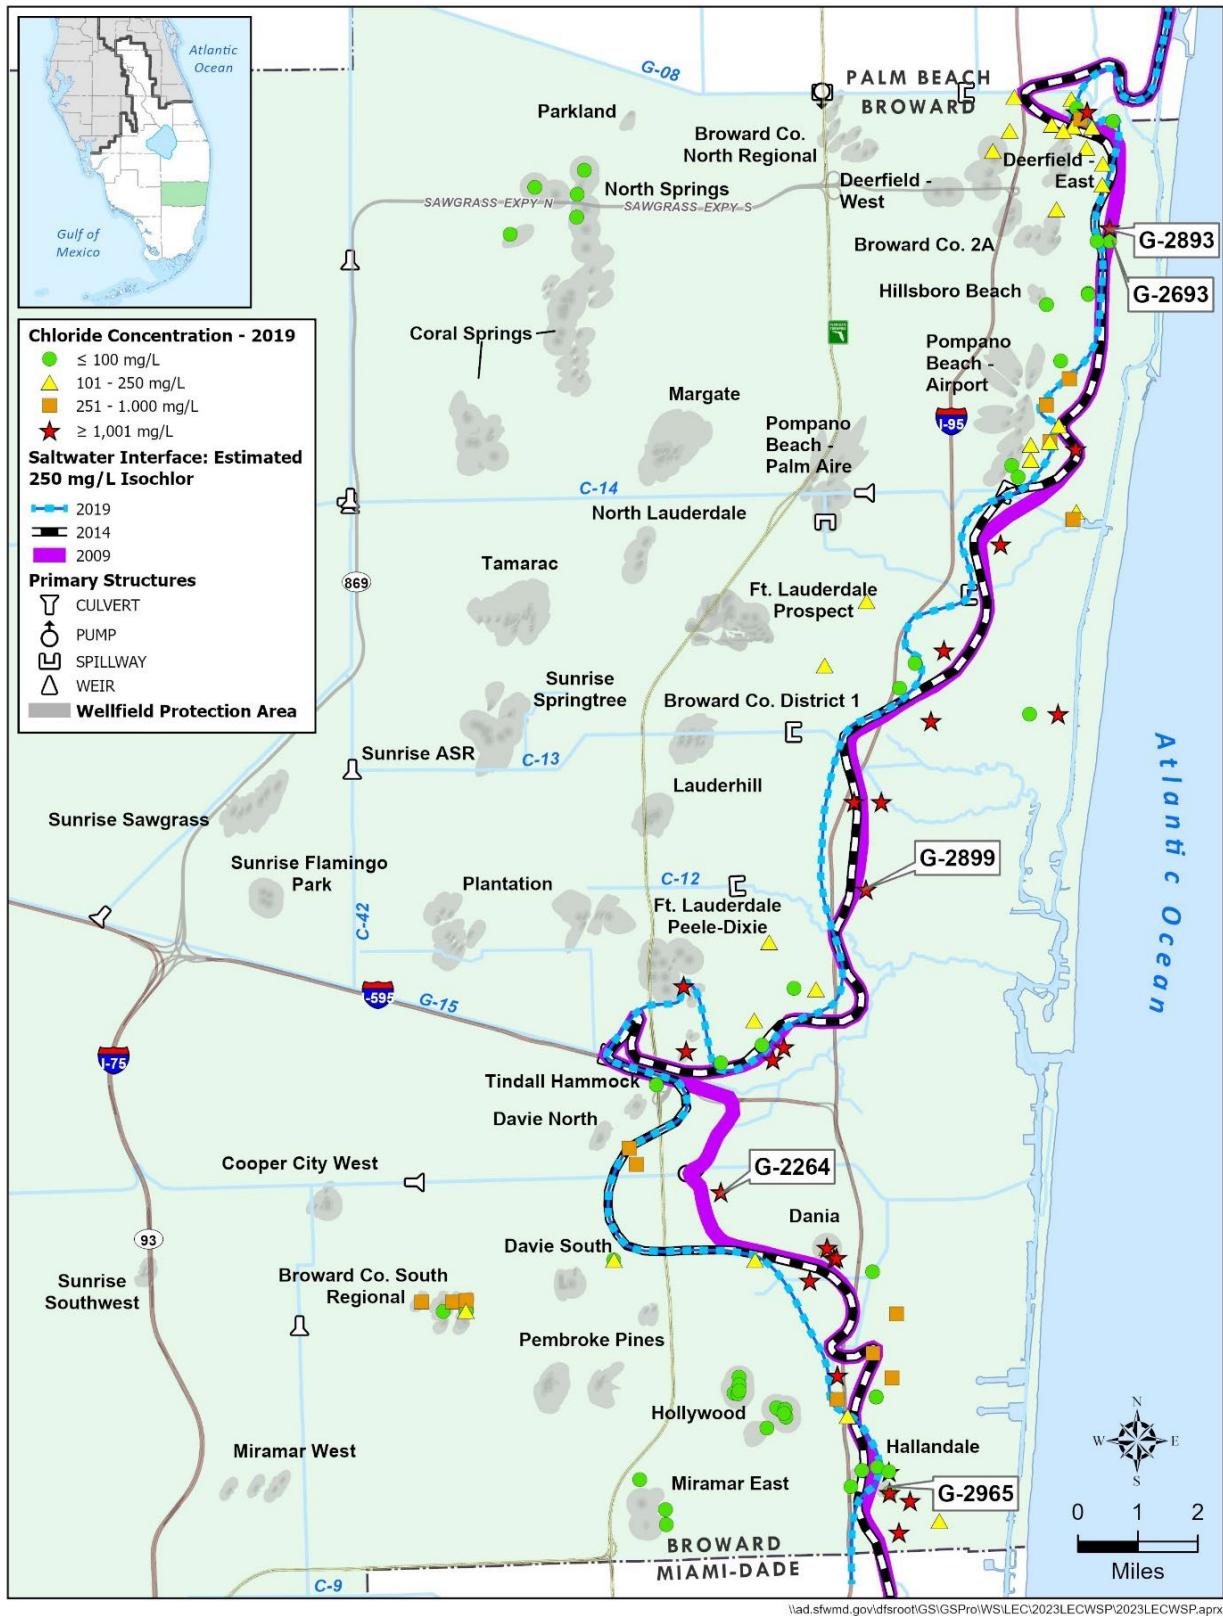 Atlantic
Ocean
Gulf of
Mexico
G-08
PALM BEACH
BROWARD
Parkland
Broward Co.
North Regional
Deerfield -
East
North Springs
Deerfield -
West
SAWGRASS EXPY N
SAWGRASS EXPY S
Broward Co. 2A
G-2893
Hillsboro Beach
G-2693
Chloride Concentration - 2019
≤ 100 mg/L
101 - 250 mg/L
251 - 1.000 mg/L
≥ 1,001 mg/L
Saltwater Interface: Estimated
250 mg/L Isochlor
2019
2014
2009
Primary Structures
CULVERT
PUMP
SPILLWAY
WEIR
Wellfield Protection Area
Coral Springs
Pompano
Beach -
Airport
Margate
I-95
Pompano
Beach -
Palm Aire
C-14
North Lauderdale
Tamarac
869
Ft. Lauderdale
Prospect
Sunrise
Springtree
Broward Co. District 1
Sunrise ASR
C-13
Lauderhill
Sunrise Sawgrass
Sunrise Flamingo
Park
G-2899
Plantation
C-12
Ft. Lauderdale
Peele-Dixie
C-42
Atlantic Ocean
I-595
G-15
I-75
Tindall Hammock
Davie North
Cooper City West
G-2264
Dania
93
Davie South
Sunrise
Southwest
Broward Co. South
Regional
Pembroke Pines
Hollywood
Hallandale
N
W
E
S
Miramar West
Miramar East
G-2965
0 1 2
Miles
BROWARD
MIAMI-DADE
C-9
\\ad.sfwmd.gov\dfsroot\GS\GSPro\WS\LEC\2023LECWSP\2023LECWSP.aprx